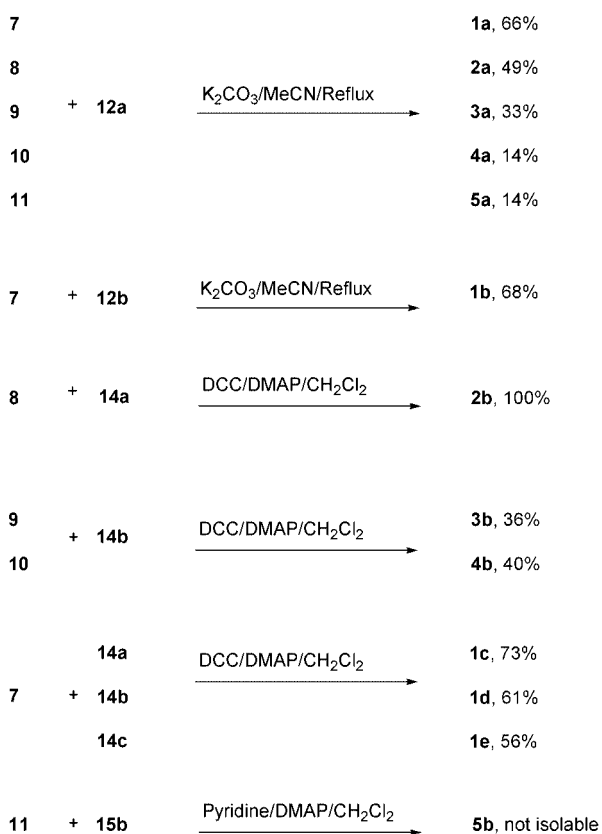 7 1a, 66%
8 2a, 49%
K2CO3/MeCN/Reflux
9 + 12a 3a, 33%
10 4a, 14%
11 5a, 14%
K2CO3/MeCN/Reflux
7 + 12b 1b, 68%
DCC/DMAP/CH2Cl2
8 + 14a 2b, 100%
9 3b, 36%
DCC/DMAP/CH2Cl2
+ 14b
10 4b, 40%
14a DCC/DMAP/CH2Cl2 1c, 73%
7 + 14b 1d, 61%
14c 1e, 56%
Pyridine/DMAP/CH2Cl2
11 + 15b 5b, not isolable